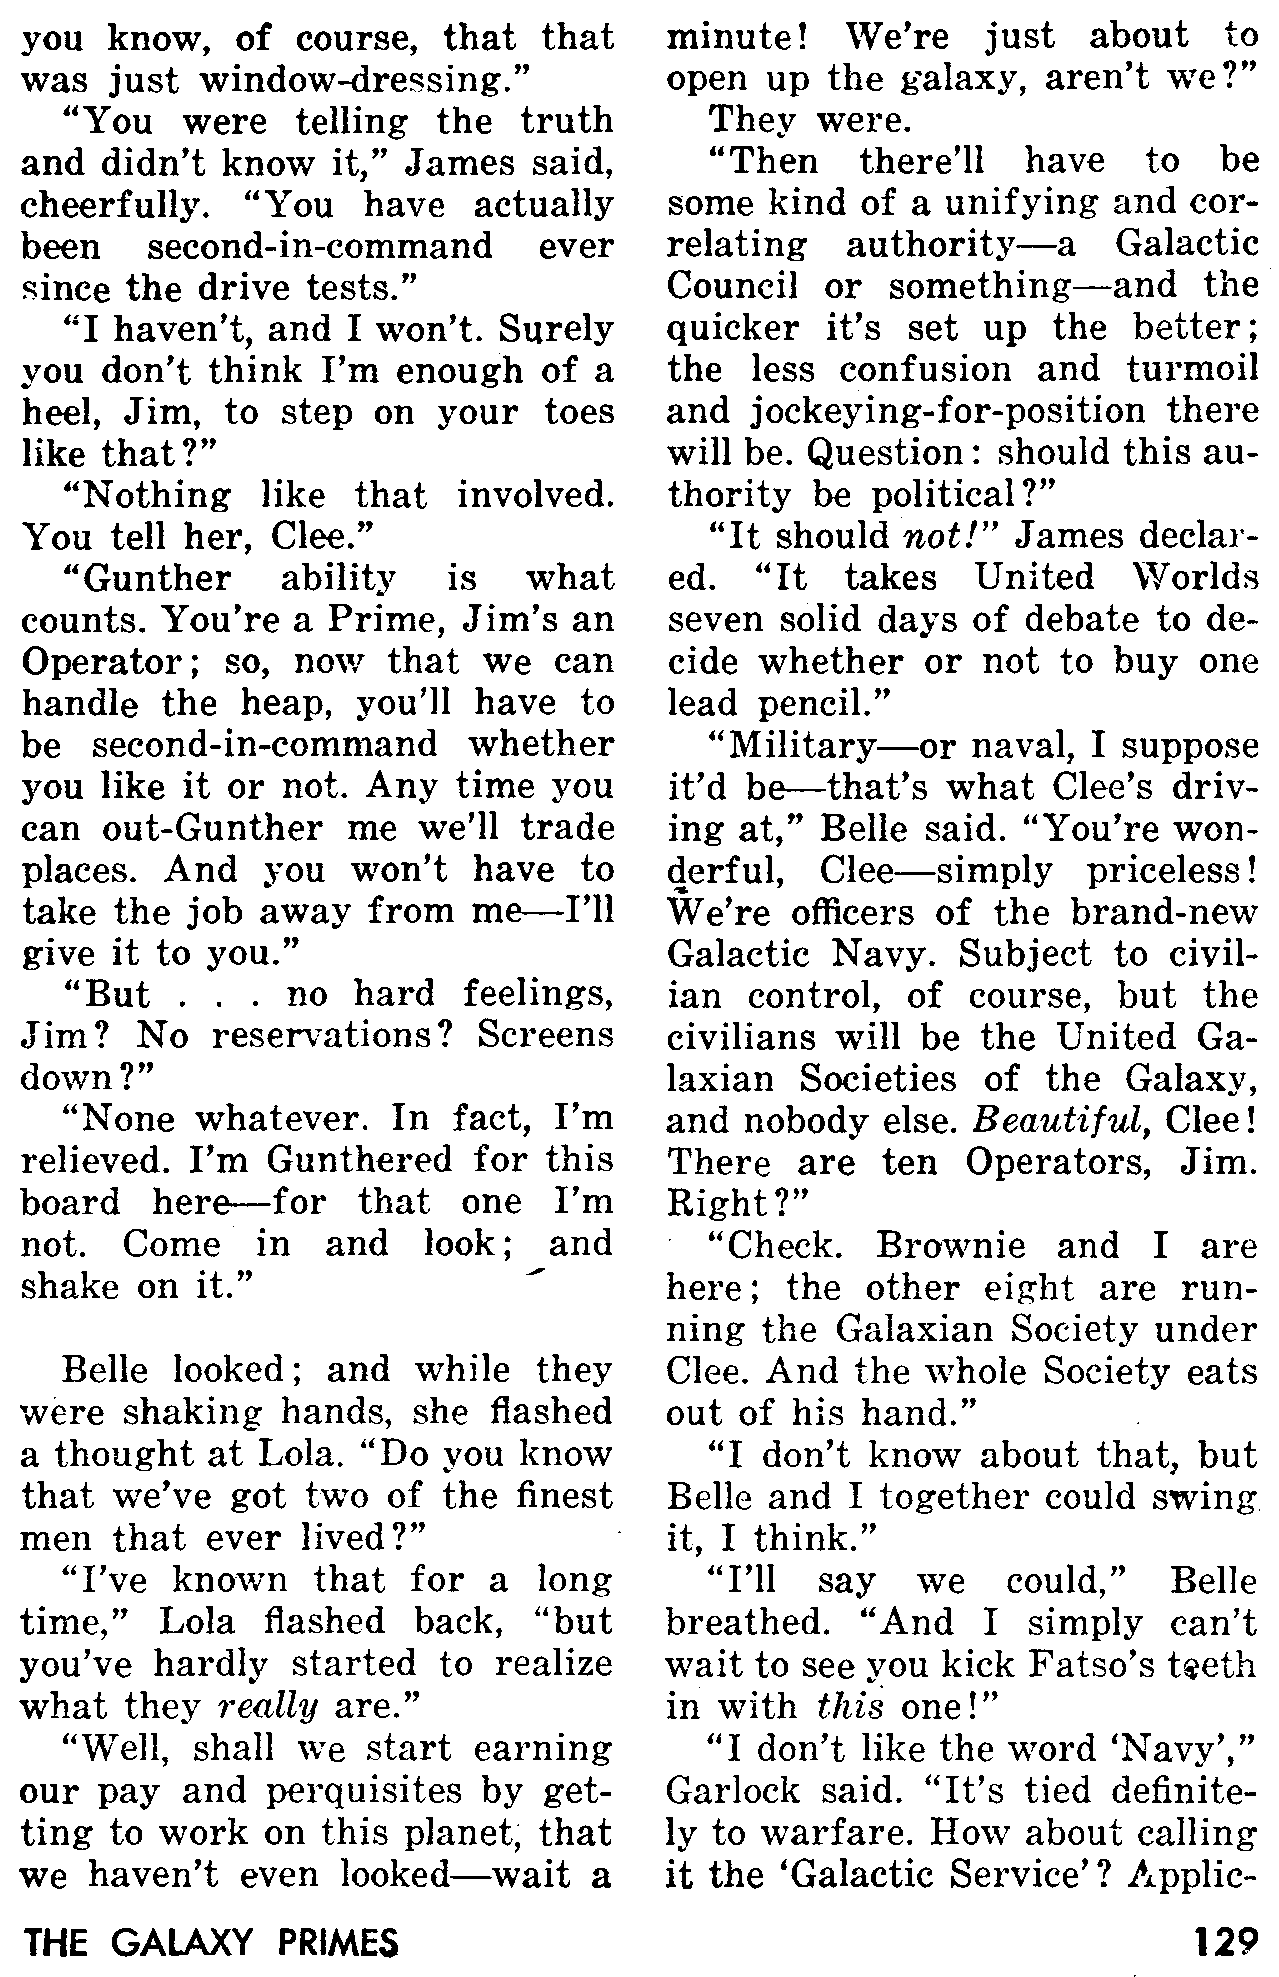 you know, of course, that that
was just window-dressing.”
“You were telling the truth
and didn't know it,” James said,
cheerfully. “You have actually
been second-in-command ever
since the drive tests.”
“I haven't, and I won't. Surely
you don't think I'm enough of a
heel, Jim, to step on your toes
like that?”
“Nothing like that involved.
You tell her, Clee.”
“Gunther ability is what
counts. You're a Prime, Jim's an
Operator; so, now that we can
handle the heap, you'll have to
be second-in-command whether
you like it or not. Any time you
can out-Gunther me we'll trade
places. And you won't have to
take the job away from me—I'll
give it to you.”
“But . . . no hard feelings,
Jim? No reservations? Screens
down?”
“None whatever. In fact, I'm
relieved. I'm Gunthered for this
board here—for that one I'm
not. Come in and look; and
shake on it.”
Belle looked; and while they
were shaking hands, she flashed
a thought at Lola. “Do you know
that we've got two of the finest
men that ever lived?”
“I've known that for a long
time,” Lola flashed back, “but
you've hardly started to realize
what they really are.”
“Well, shall we start earning
our pay and perquisites by get-
ting to work on this planet, that
we haven't even looked—wait a
minute! We're just about to
open up the galaxy, aren't we?”
They were.
“Then there'll have to be
some kind of a unifying and cor-
relating authority—a Galactic
Council or something—and the
quicker it's set up the better;
the less confusion and turmoil
and jockeying-for-position there
will be. Question: should this au-
thority be political?”
“It should not!” James declar-
ed. “It takes United Worlds
seven solid days of debate to de-
cide whether or not to buy one
lead pencil.”
“Military—or naval, I suppose
it'd be—that's what Clee's driv-
ing at,” Belle said. “You're won-
derful, Clee—simply priceless!
We're officers of the brand-new
Galactic Navy. Subject to civil-
ian control, of course, but the
civilians will be the United Ga-
laxian Societies of the Galaxy,
and nobody else. Beautiful, Clee!
There are ten Operators, Jim.
Right?”
“Check. Brownie and I are
here; the other eight are run-
ning the Galaxian Society under
Clee. And the whole Society eats
out of his hand.”
“I don't know about that, but
Belle and I together could swing
it, I think.”
“I'll say we could,” Belle
breathed. “And I simply can't
wait to see you kick Fatso's teeth
in with this one!”
“I don't like the word ‘Navy’,”
Garlock said. “It's tied definite-
ly to warfare. How about calling
it the ‘Galactic Service’? Applic-
THE GALAXY PRIMES
129